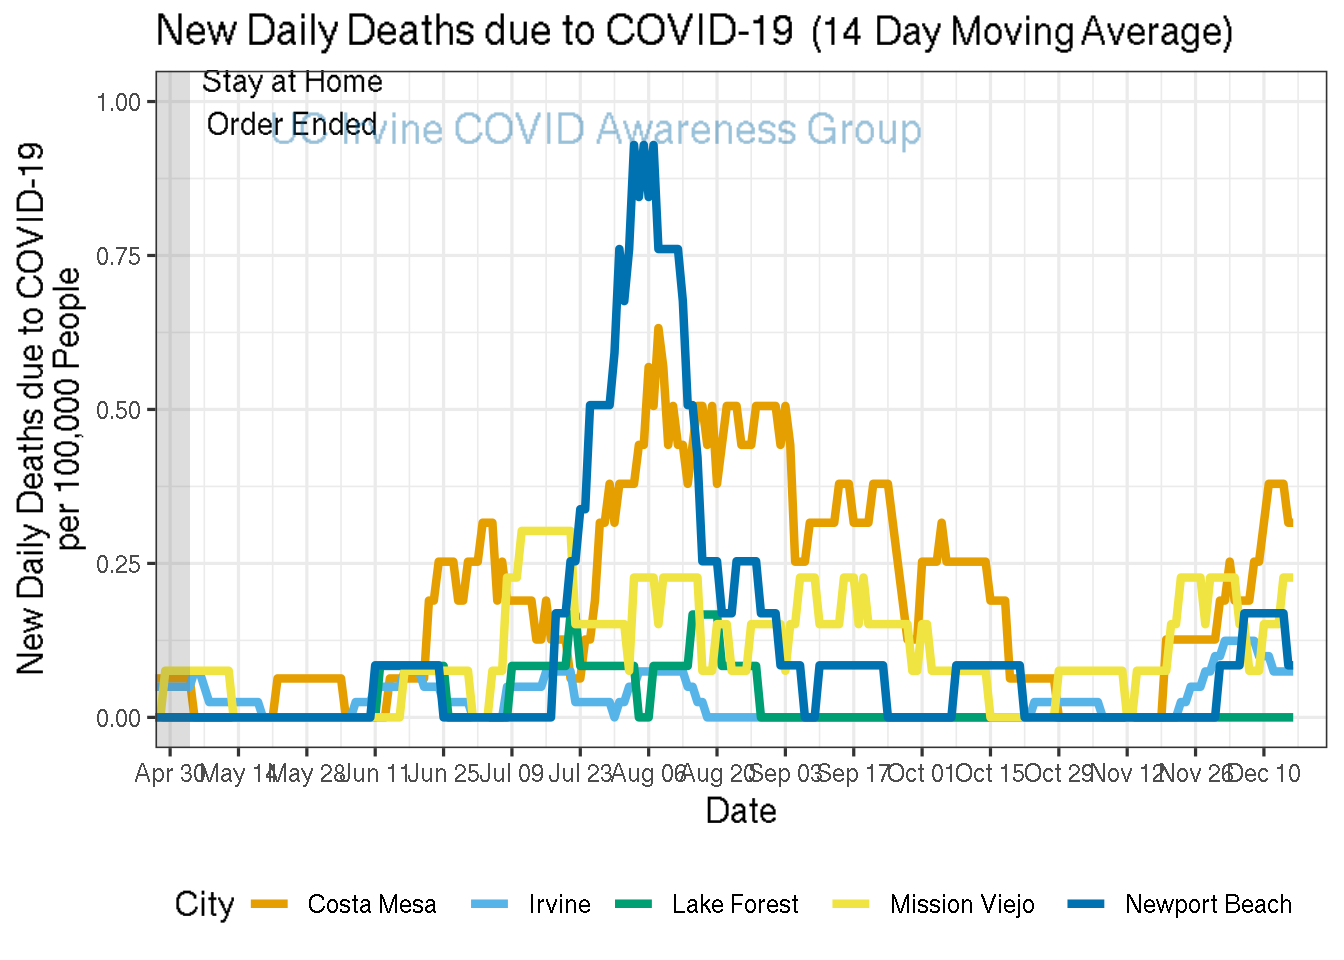 New Daily Deaths due to COVID-19 (14 Day Moving Average)
Stay at Home
Order Ended
UC Irvine COVID Awareness Group
New Daily Deaths due to COVID-19
per 100,000 People
1.00
0.75
0.50
0.25
0.00
Apr 30 May 14 May 28 Jun 11 Jun 25 Jul 09 Jul 23 Aug 06 Aug 20 Sep 03 Sep 17 Oct 01 Oct 15 Oct 29 Nov 12 Nov 26 Dec 10
Date
City Costa Mesa Irvine Lake Forest Mission Viejo Newport Beach